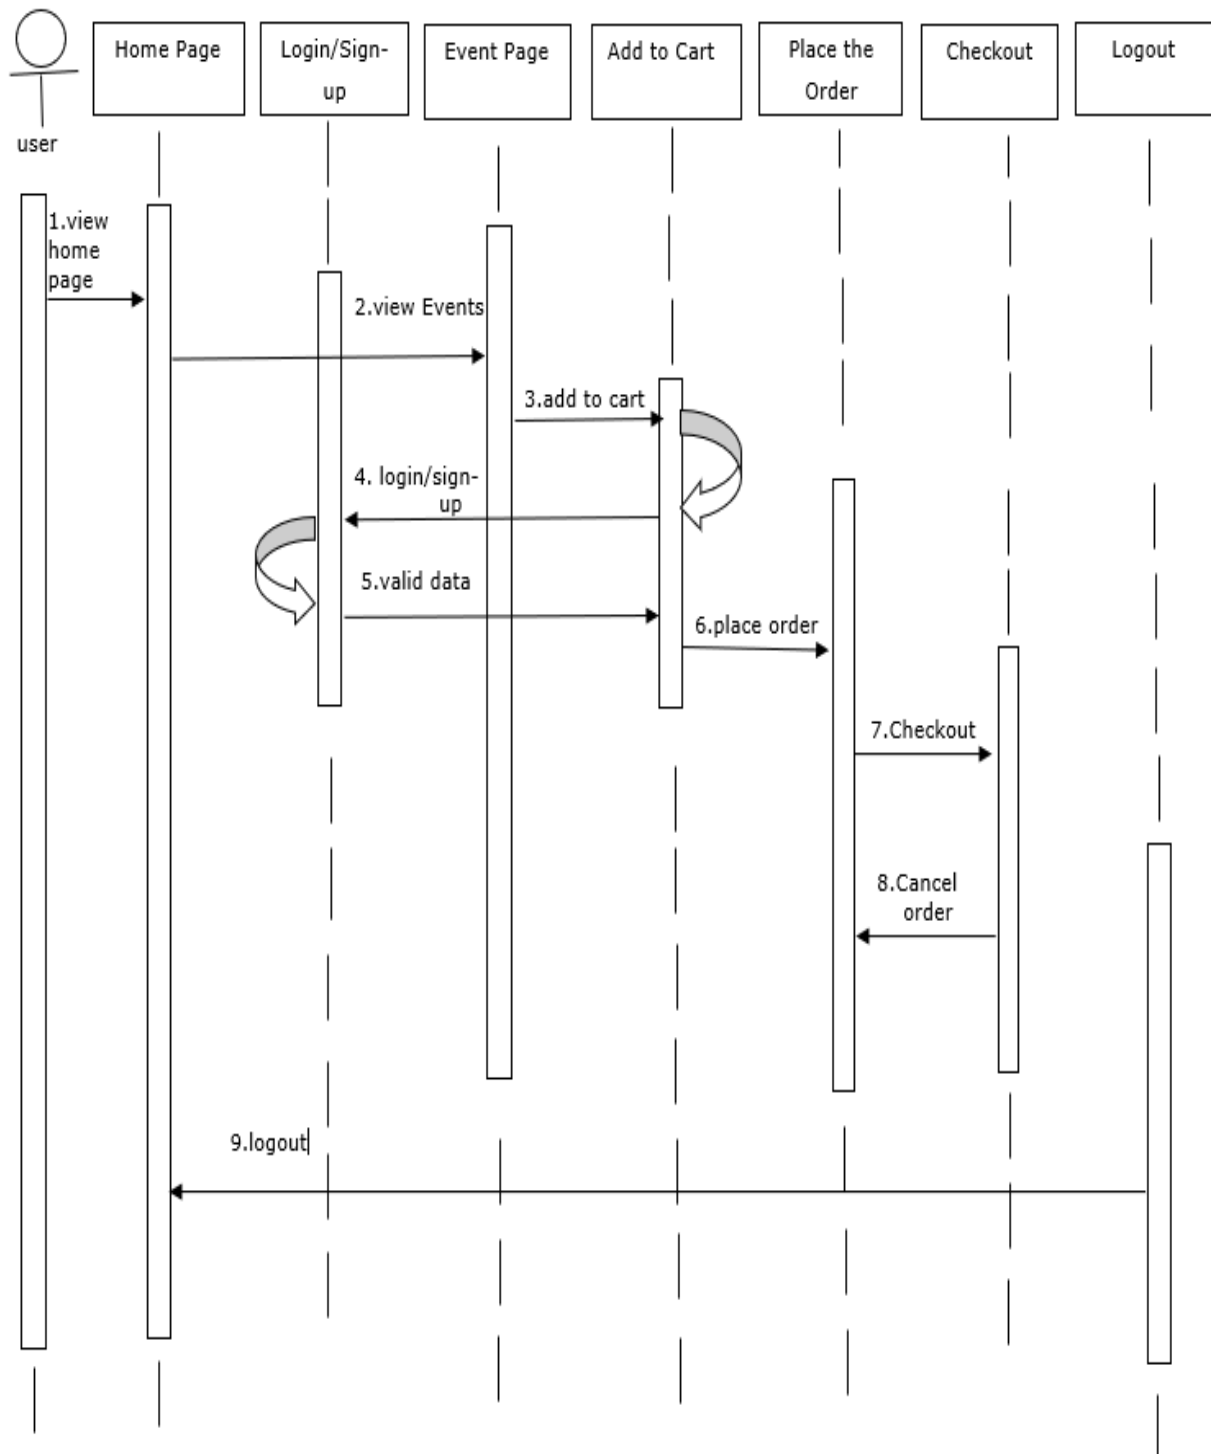 Home Page
Login/Sign-
up
Event Page
Add to Cart
Place the
Order
Checkout
Logout
user
1.view
home
page
2.view Events
3.add to cart
4. login/sign-
up
5.valid data
6.place order
7.Checkout
8.Cancel
order
9.logout